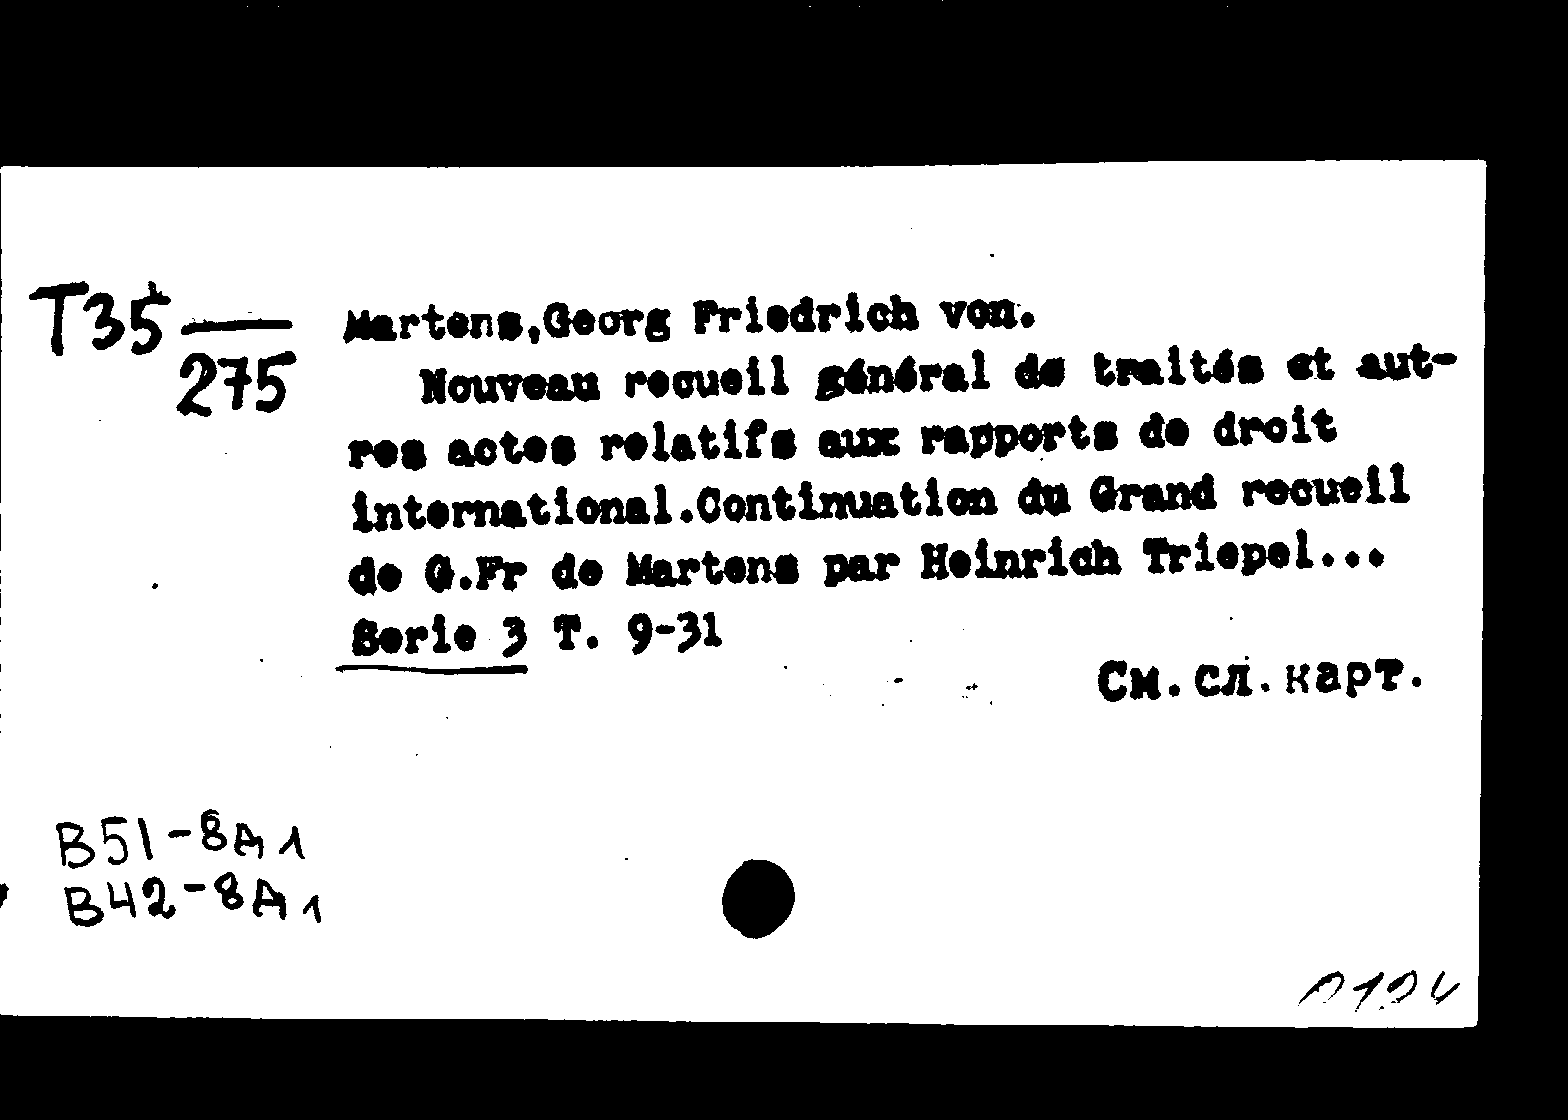 T35
275
Martens,Georg Friedrich von.
Nouveau recueil général de traités et aut-
res actes relatifs aux rapports de droit
international.Continuation du Grand recueil
de G.Fr de Martens par Heinrich Triepel...
Serie 3 T. 9-31
См.сл.карт.
B51-8A1
B42-8A1